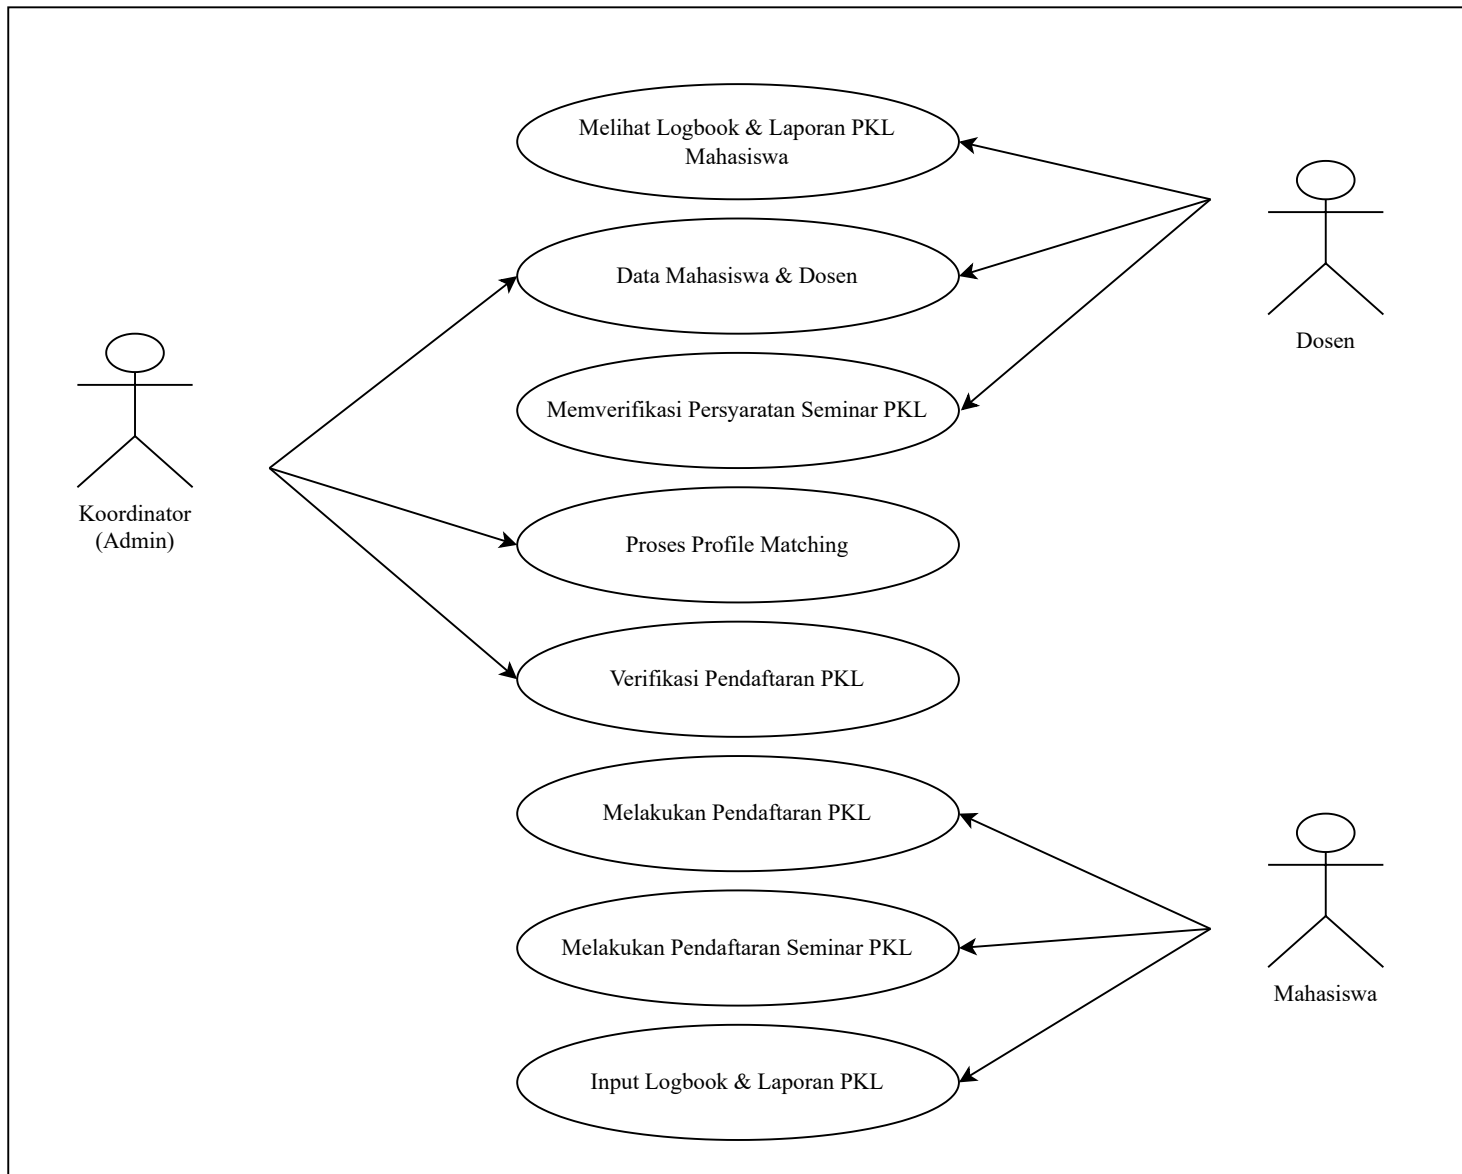 Melihat Logbook & Laporan PKL
Mahasiswa
Data Mahasiswa & Dosen
Dosen
Memverifikasi Persyaratan Seminar PKL
Koordinator
(Admin)
Proses Profile Matching
Verifikasi Pendaftaran PKL
Melakukan Pendaftaran PKL
Melakukan Pendaftaran Seminar PKL
Mahasiswa
Input Logbook & Laporan PKL